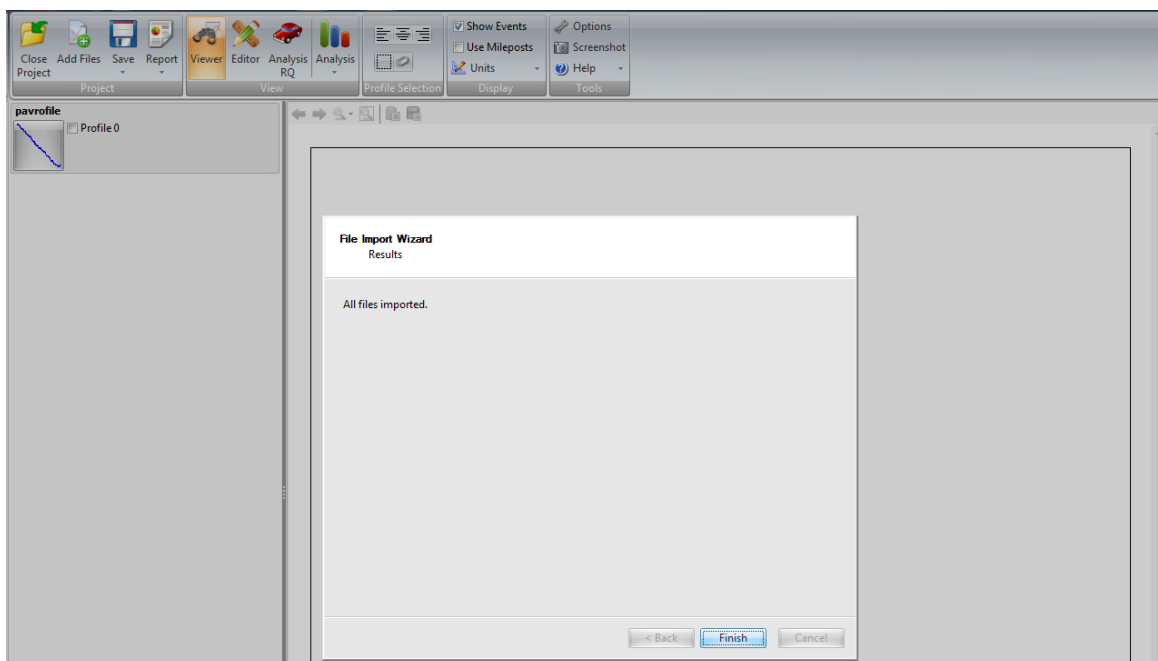 Close Project
Add Files
Save
Report
Project
Viewer
Editor
Analysis RQ
Analysis
View
Profile Selection
Show Events
Use Mileposts
Units
Display
Options
Screenshot
Help
Tools
pavrofile
Profile 0
File Import Wizard
Results
All files imported.
< Back
Finish
Cancel